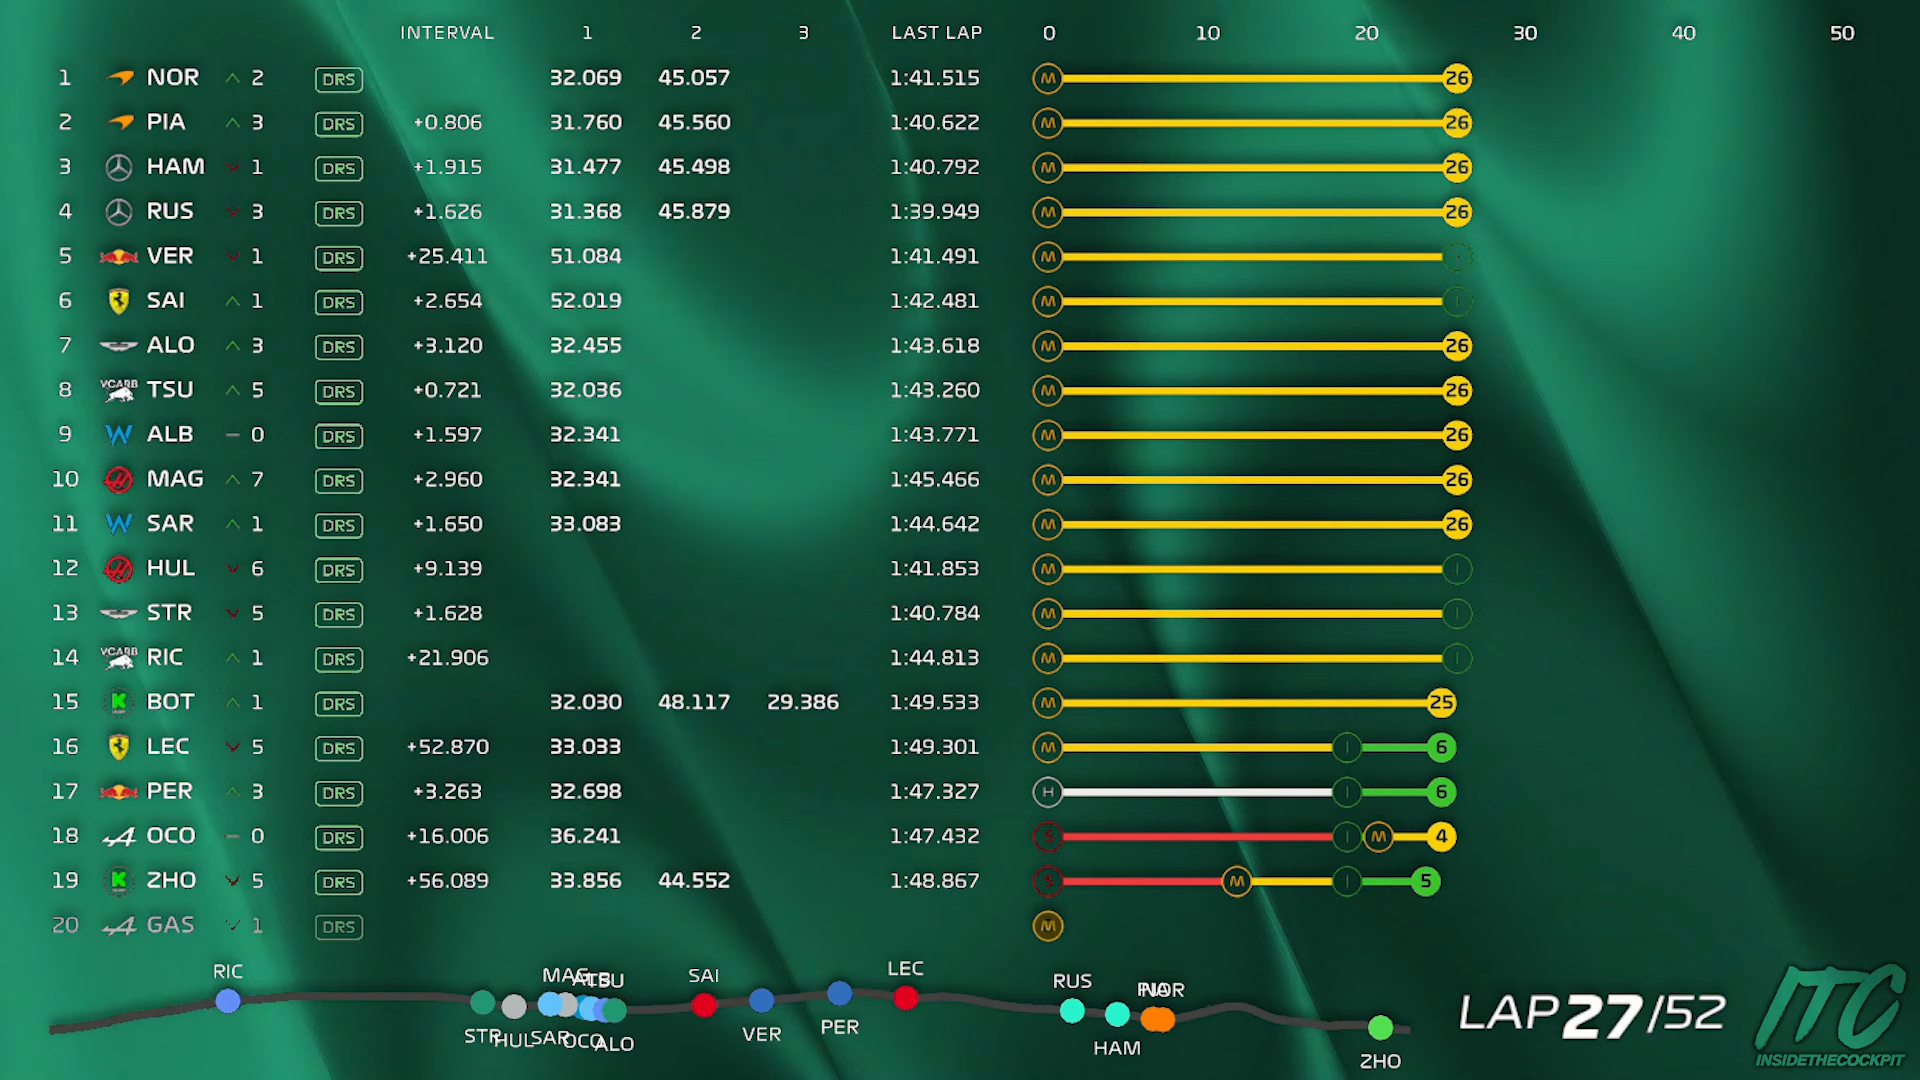 INTERVAL 1 2 3 LAST LAP 0 10 20 30 40 50
1 NOR 2 DRS 32.069 45.057 1:41.515 M 26
2 PIA 3 DRS +0.806 31.760 45.560 1:40.622 M 26
3 HAM 1 DRS +1.915 31.477 45.498 1:40.792 M 26
4 RUS 3 DRS +1.626 31.368 45.879 1:39.949 M 26
5 VER 1 DRS +25.411 51.084 1:41.491 M I
6 SAI 1 DRS +2.654 52.019 1:42.481 M I
7 ALO 3 DRS +3.120 32.455 1:43.618 M 26
8 VCARB TSU 5 DRS +0.721 32.036 1:43.260 M 26
9 ALB 0 DRS +1.597 32.341 1:43.771 M 26
10 MAG 7 DRS +2.960 32.341 1:45.466 M 26
11 SAR 1 DRS +1.650 33.083 1:44.642 M 26
12 HUL 6 DRS +9.139 1:41.853 M I
13 STR 5 DRS +1.628 1:40.784 M I
14 VCARB RIC 1 DRS +21.906 1:44.813 M I
15 K BOT 1 DRS 32.030 48.117 29.386 1:49.533 M 25
16 LEC 5 DRS +52.870 33.033 1:49.301 M I 6
17 PER 3 DRS +3.263 32.698 1:47.327 H I 6
18 OCO 0 DRS +16.006 36.241 1:47.432 S I M 4
19 K ZHO 5 DRS +56.089 33.856 44.552 1:48.867 S M I 5
20 GAS 1 DRS M
RIC MAG ALB TSU SAI LEC RUS PIA NOR
STR HUL SAR OCO ALO VER PER HAM ZHO
LAP 27/52
ITC
INSIDETHECOCKPIT